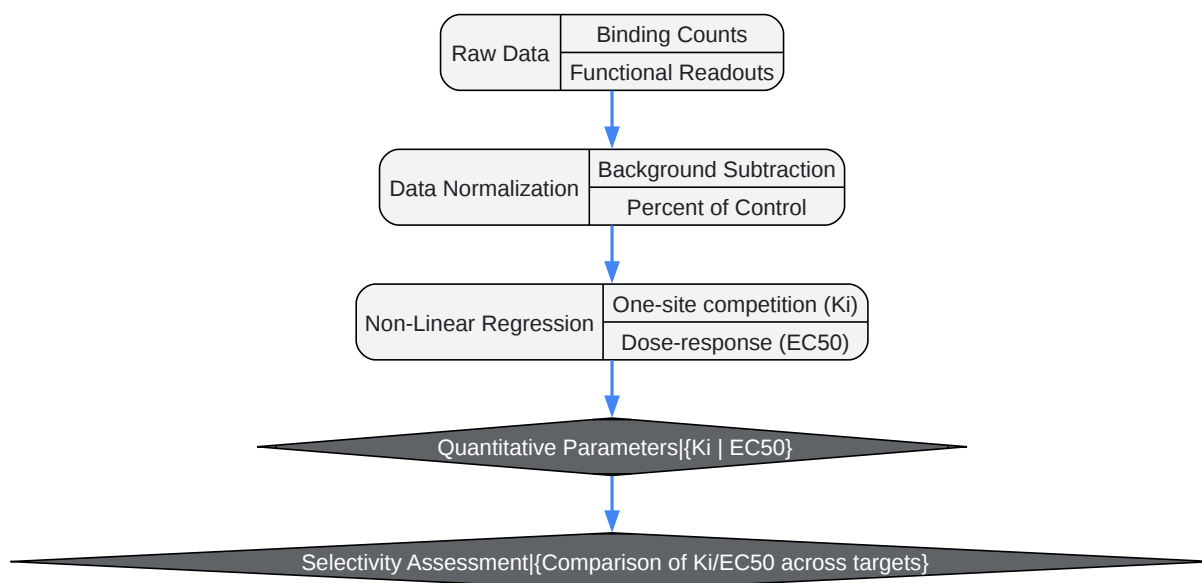 Raw Data
Binding Counts
Functional Readouts
Data Normalization
Background Subtraction
Percent of Control
Non-Linear Regression
One-site competition (Ki)
Dose-response (EC50)
Quantitative Parameters|{Ki | EC50}
Selectivity Assessment|{Comparison of Ki/EC50 across targets}